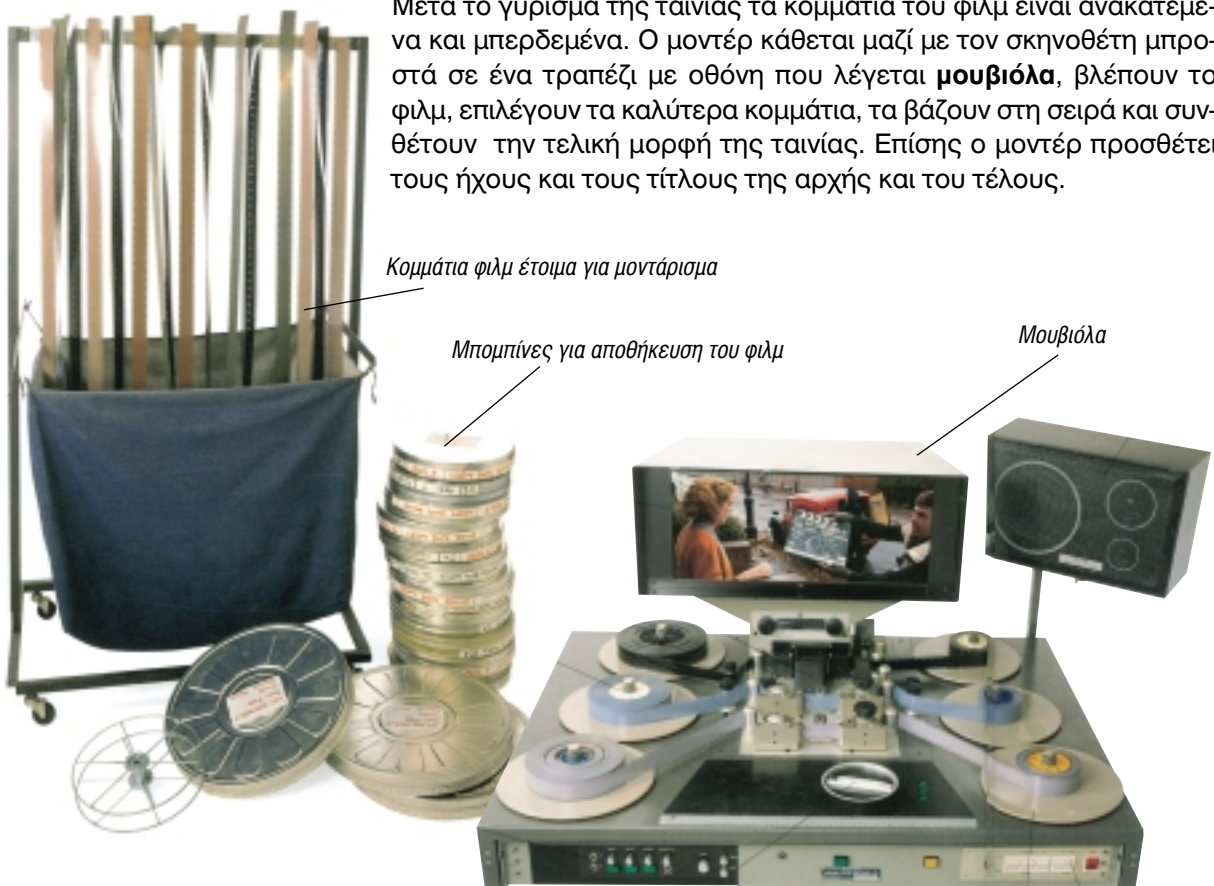 Μετά το γύρισμα της ταινίας τα κομμάτια του φιλμ είναι ανακατεμέ-
να και μπερδεμένα. Ο μοντέρ κάθεται μαζί με τον σκηνοθέτη μπρο-
στά σε ένα τραπέζι με οθόνη που λέγεται μουβιόλα, βλέπουν το
φιλμ, επιλέγουν τα καλύτερα κομμάτια, τα βάζουν στη σειρά και συν-
θέτουν την τελική μορφή της ταινίας. Επίσης ο μοντέρ προσθέτει
τους ήχους και τους τίτλους της αρχής και του τέλους.
Κομμάτια φιλμ έτοιμα για μοντάρισμα
Μπομπίνες για αποθήκευση του φιλμ
Μουβιόλα